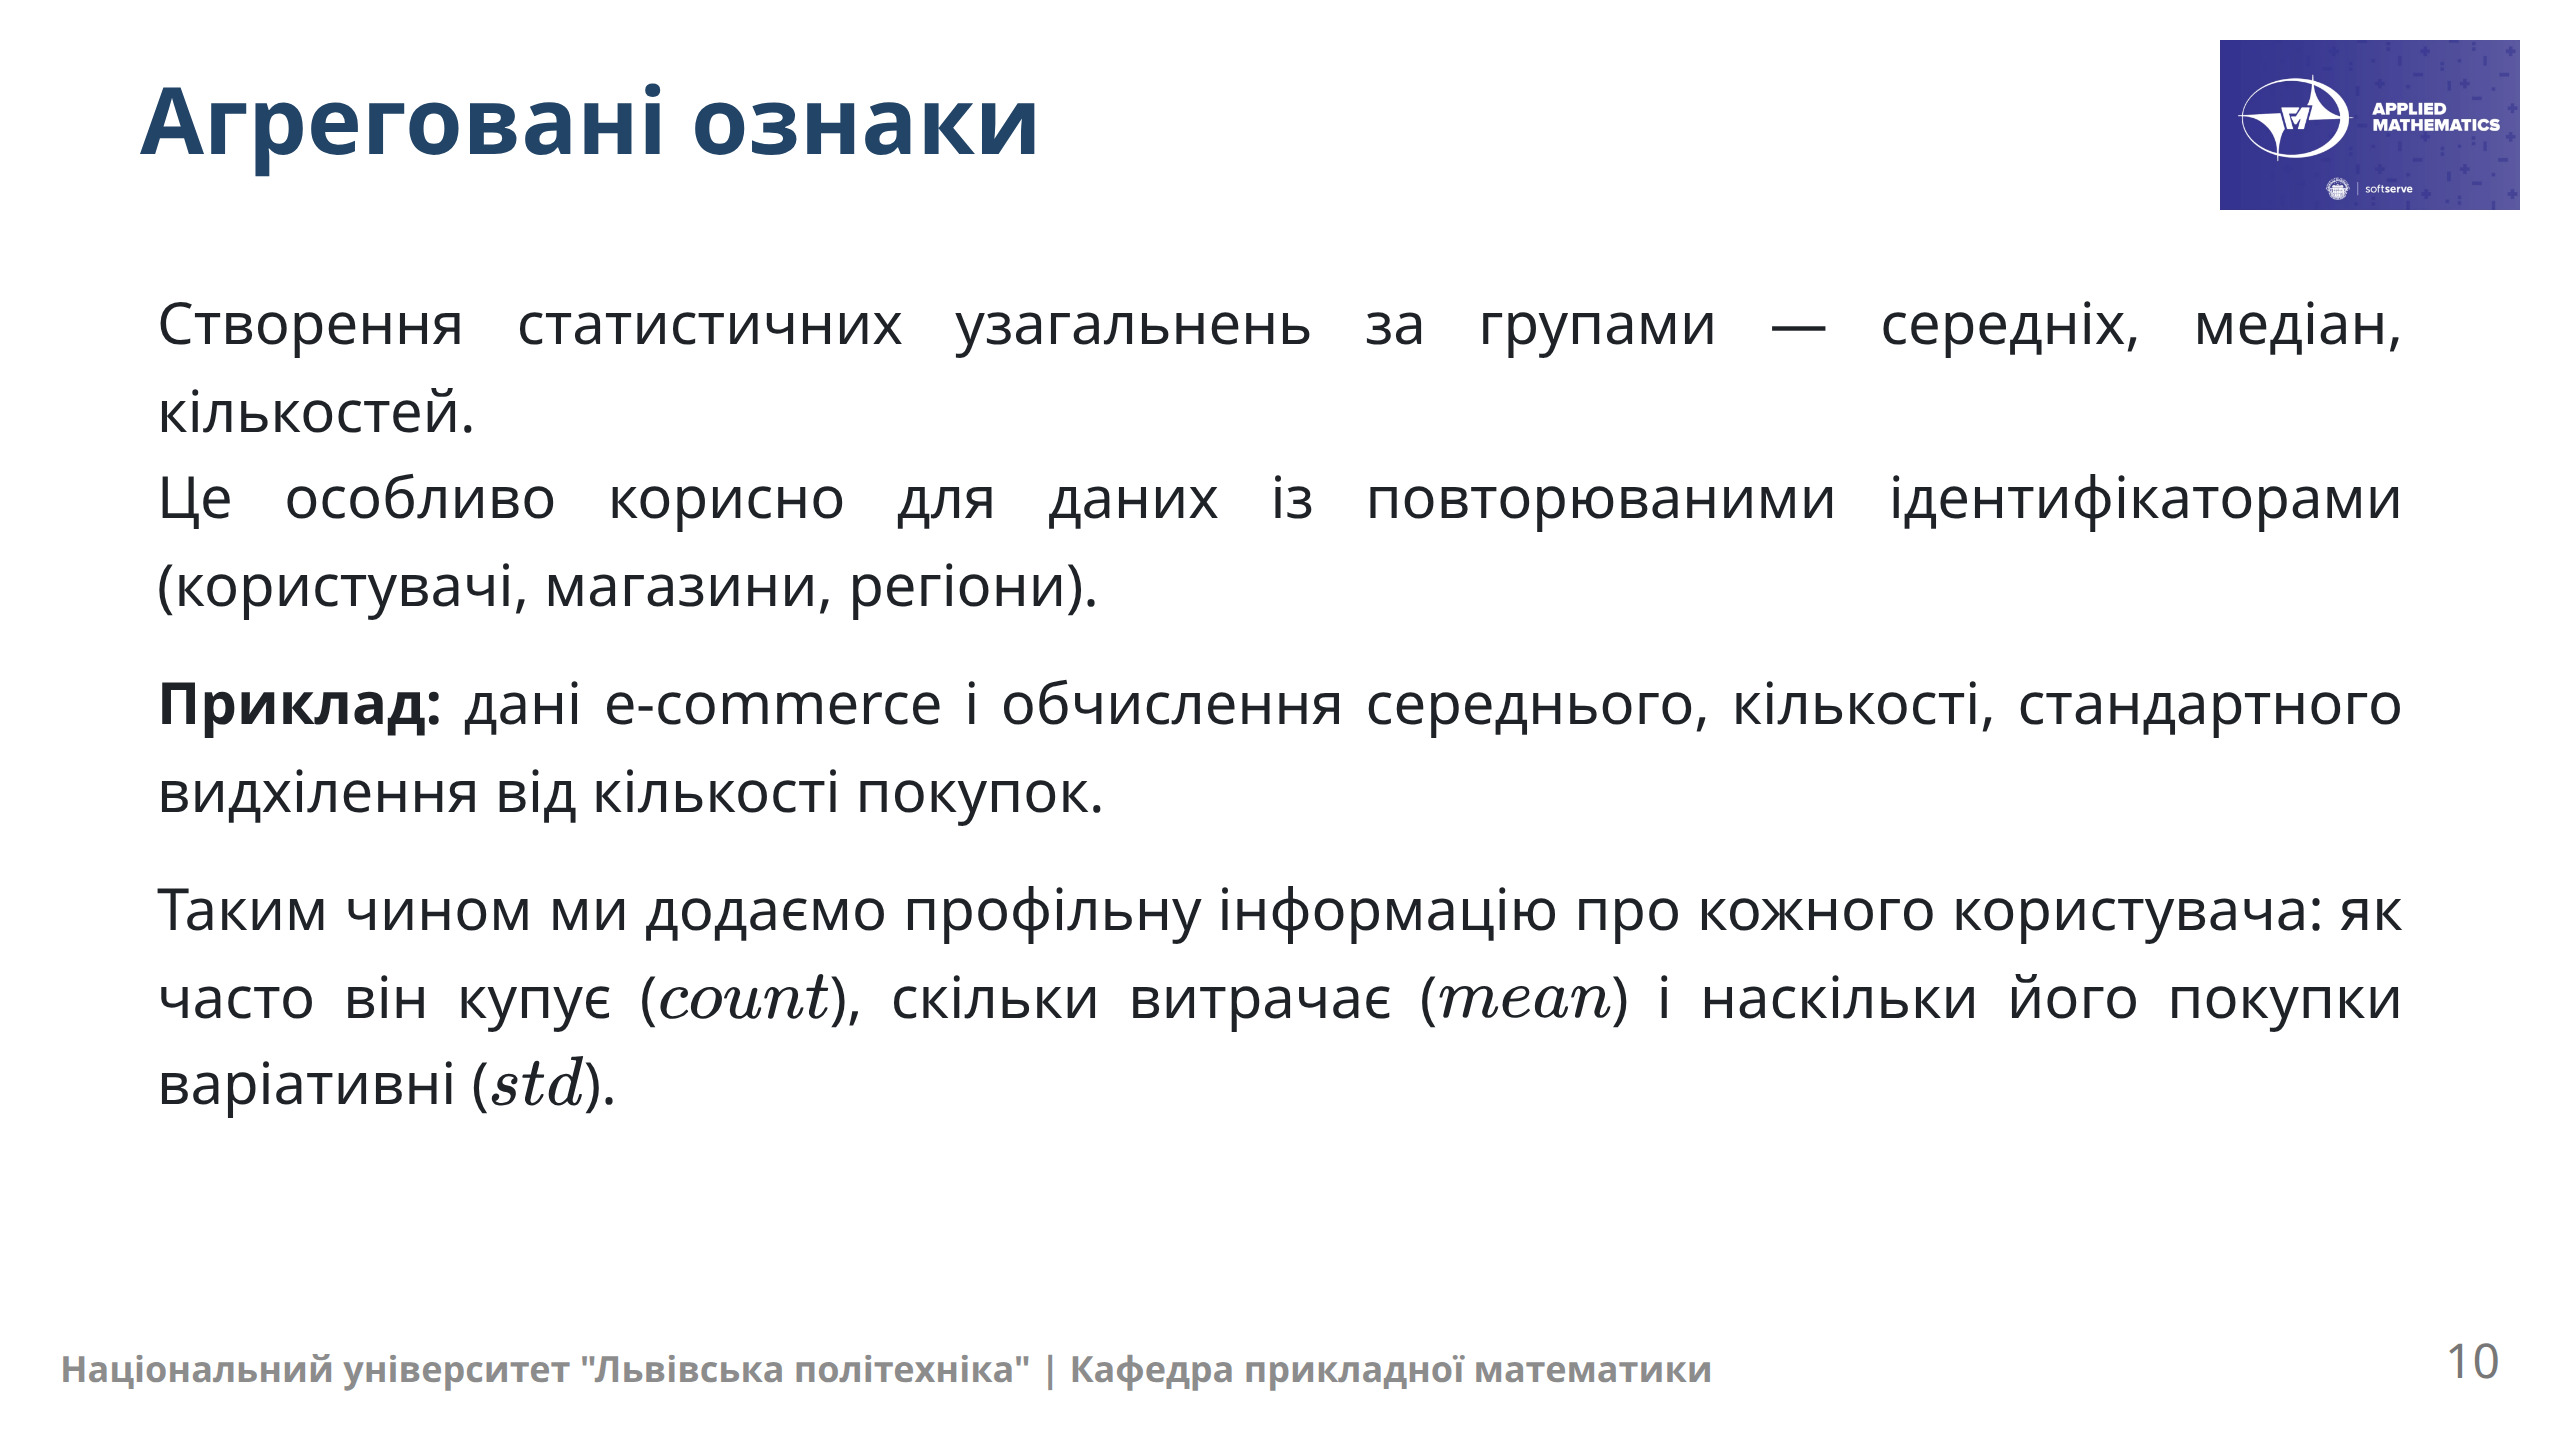 Агреговані ознаки
APPLIED
MATHEMATICS
softserve
Створення статистичних узагальнень за групами — середніх, медіан,
кількостей.
Це особливо корисно для даних із повторюваними ідентифікаторами
(користувачі, магазини, регіони).
Приклад: дані e-commerce і обчислення середнього, кількості, стандартного
видхілення від кількості покупок.
Таким чином ми додаємо профільну інформацію про кожного користувача: як
часто він купує (count), скільки витрачає (mean) і наскільки його покупки
варіативні (std).
Національний університет "Львівська політехніка" | Кафедра прикладної математики
10